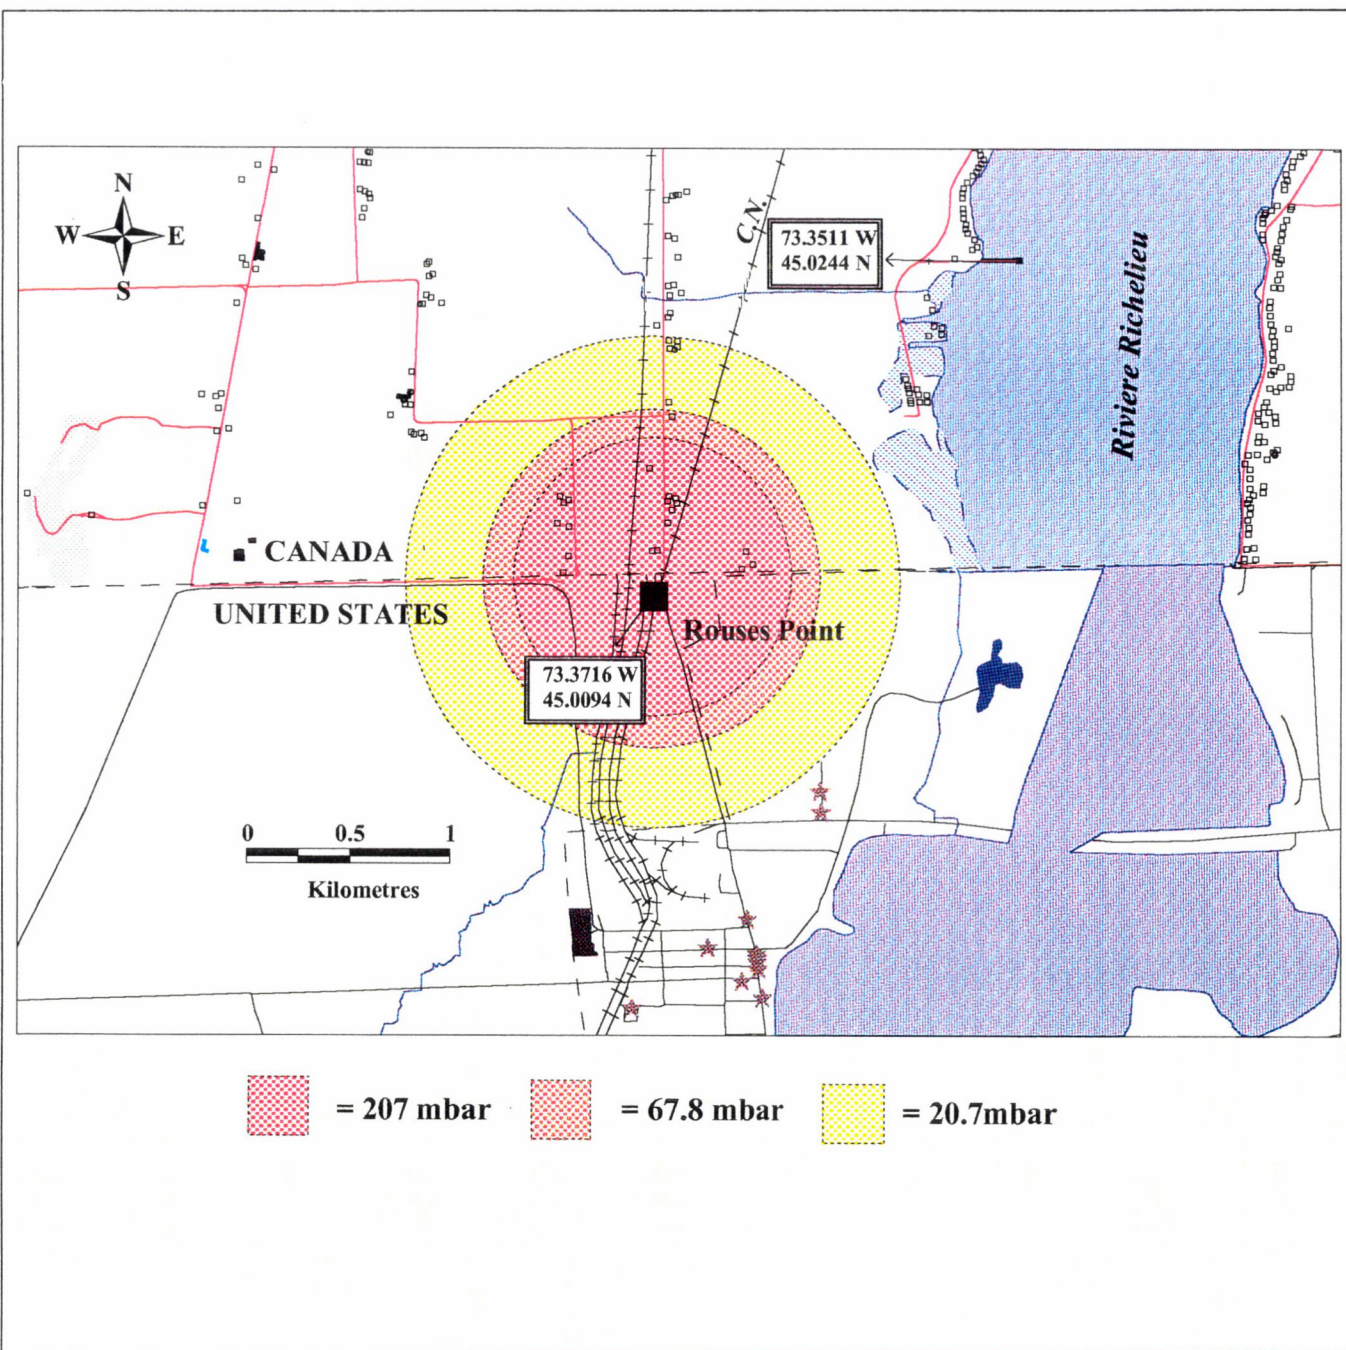 N
W E
S
C.N.
73.3511 W
45.0244 N
Riviere Richelieu
CANADA
UNITED STATES
Rouses Point
73.3716 W
45.0094 N
0 0.5 1
Kilometres
= 207 mbar = 67.8 mbar = 20.7mbar